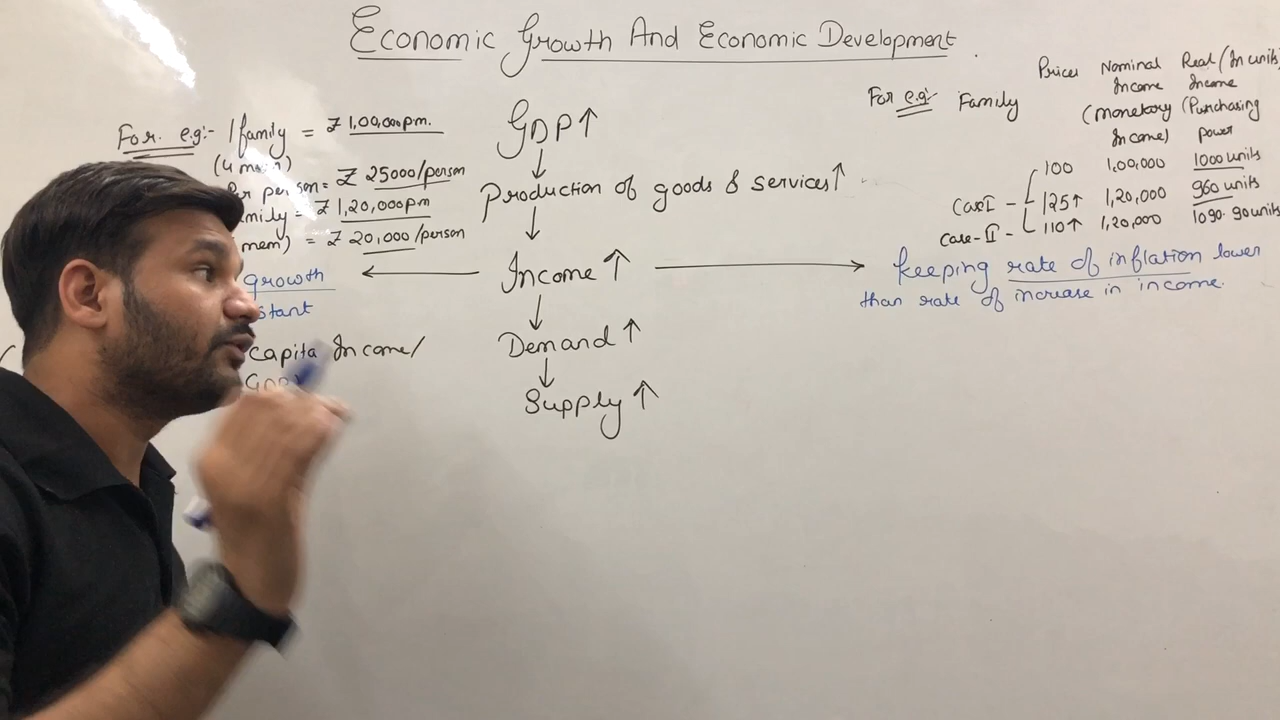 Economic Growth And Economic Development
For e.g:- 1 family = ₹ 1,00,000 pm.
(4 mem)
Per person = ₹ 25000/person
mily = ₹ 1,20,000 pm
mem) = ₹ 20,000/person
growth
stant
capita Income/
GDP↑
Production of goods & services↑
Income↑
Demand↑
Supply↑
For e.g:- Family
Prices Nominal Real (In units)
Income Income
(Monetary (Purchasing
Income) power
100 1,00,000 1000 units
Case I - 125↑ 1,20,000 960 units
Case-II - 110↑ 1,20,000 1090.90 units
keeping rate of inflation lower
than rate of increase in income.